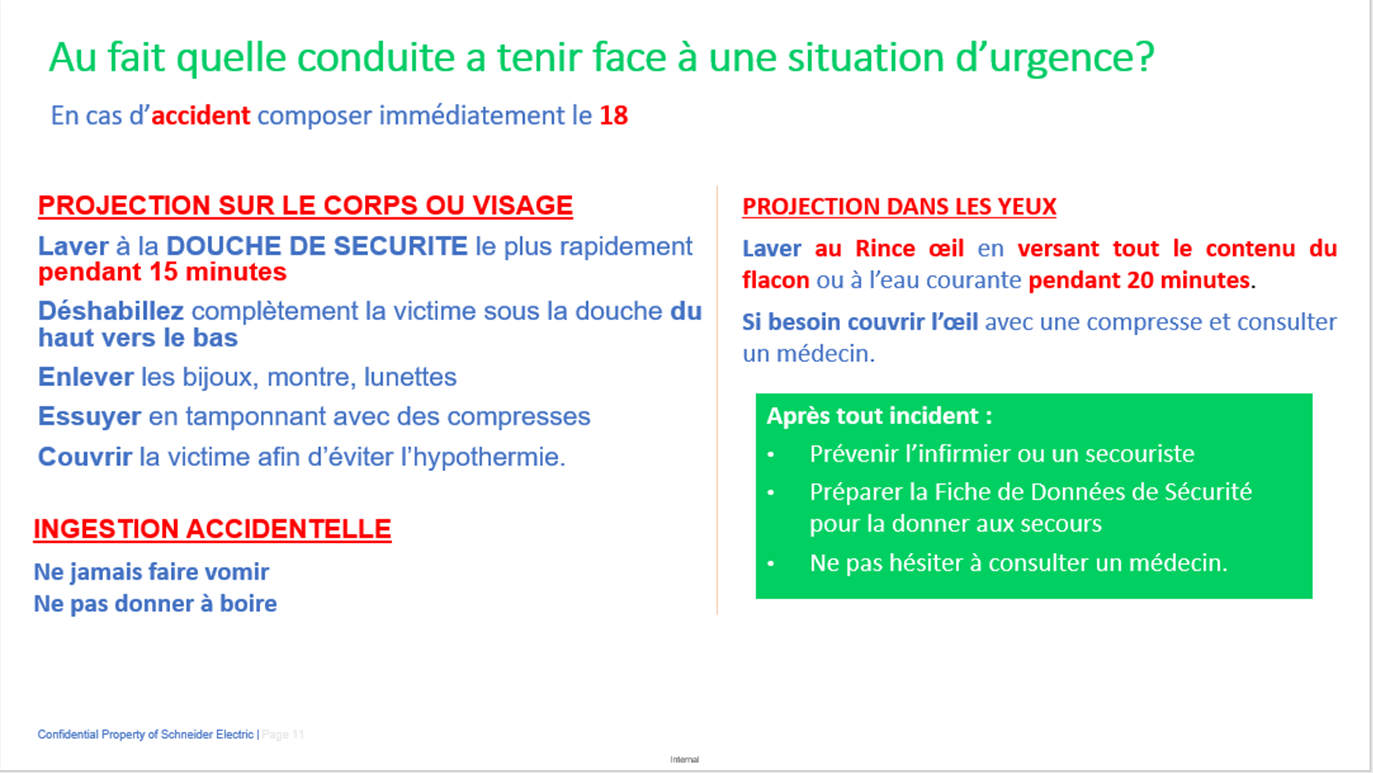 Au fait quelle conduite a tenir face à une situation d’urgence?
En cas d’accident composer immédiatement le 18
PROJECTION SUR LE CORPS OU VISAGE
Laver à la DOUCHE DE SECURITE le plus rapidement
pendant 15 minutes
Déshabillez complètement la victime sous la douche du
haut vers le bas
Enlever les bijoux, montre, lunettes
Essuyer en tamponnant avec des compresses
Couvrir la victime afin d’éviter l’hypothermie.
INGESTION ACCIDENTELLE
Ne jamais faire vomir
Ne pas donner à boire
PROJECTION DANS LES YEUX
Laver au Rince œil en versant tout le contenu du
flacon ou à l’eau courante pendant 20 minutes.
Si besoin couvrir l’œil avec une compresse et consulter
un médecin.
Après tout incident :
• Prévenir l’infirmier ou un secouriste
• Préparer la Fiche de Données de Sécurité
pour la donner aux secours
• Ne pas hésiter à consulter un médecin.
Confidential Property of Schneider Electric | Page 11
Internal